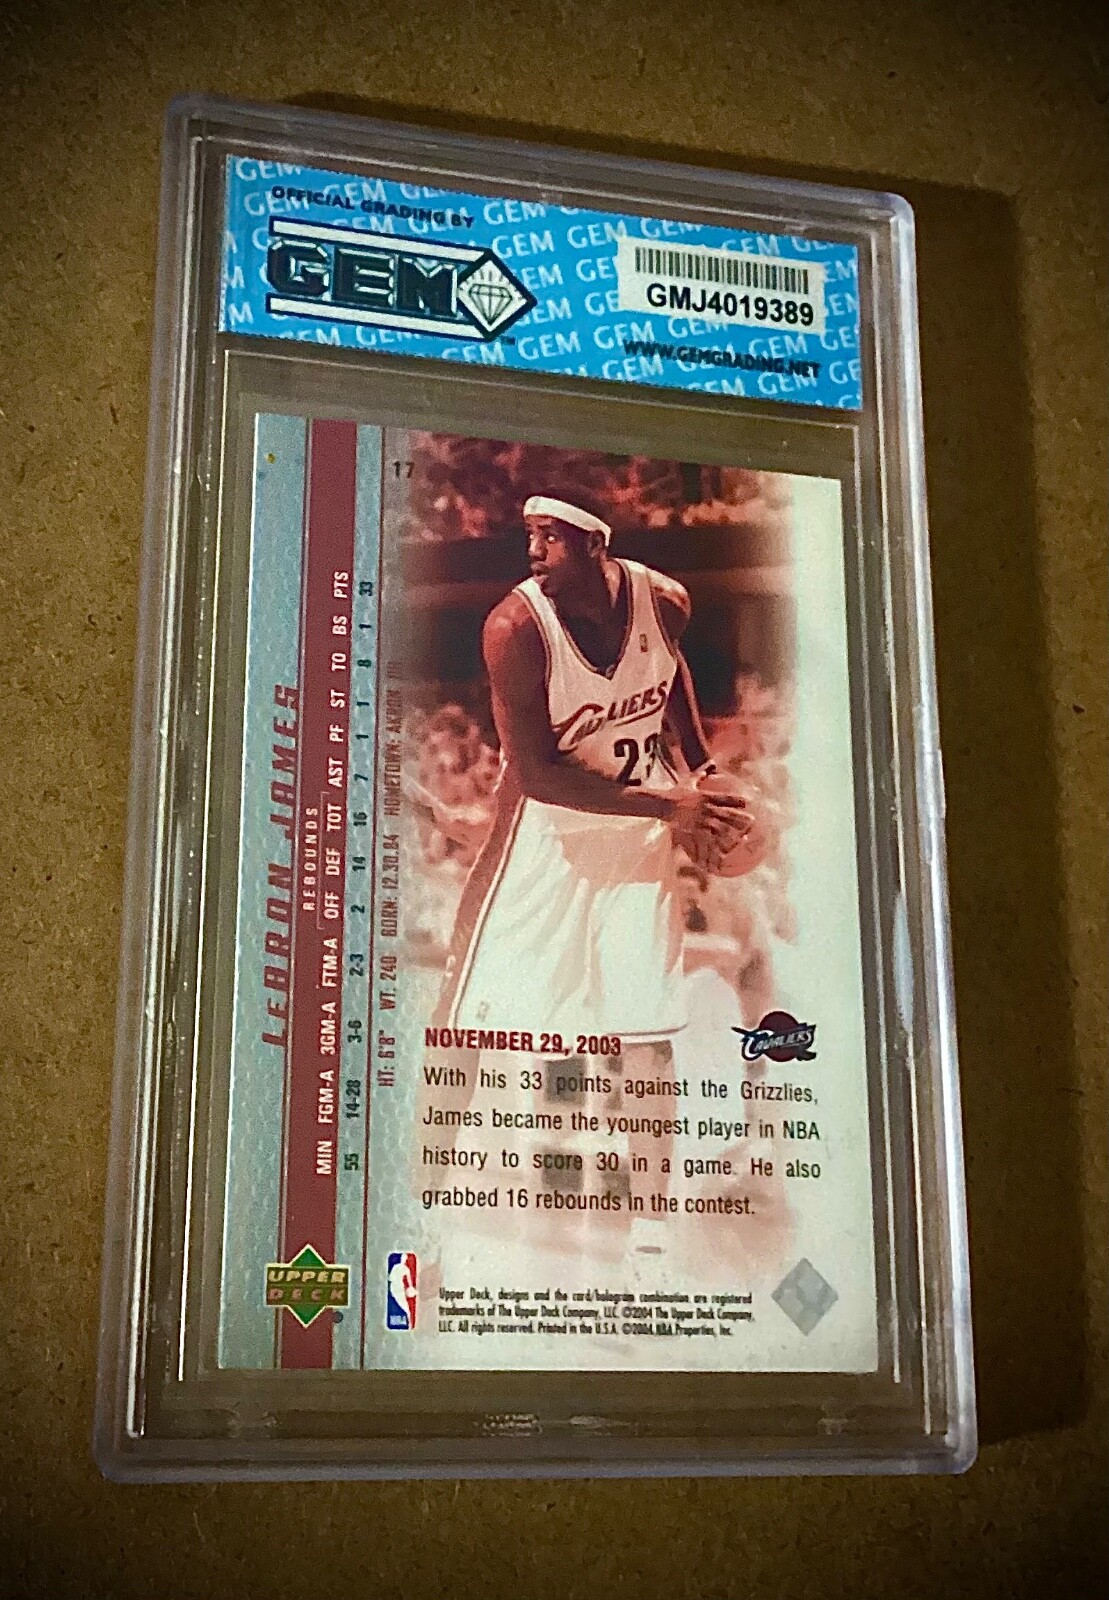 OFFICIAL GRADING BY
GEM
GMJ4019389
WWW.GEMGRADING.NET
17
LEBRON JAMES
REBOUNDS
MIN FGM-A 3GM-A FTM-A OFF DEF TOT AST PF ST TO BS PTS
55 14-28 3-6 2-3 2 14 16 7 1 1 8 1 33
HT: 6'8" WT. 240 BORN: 12.30.84 HOMETOWN: AKRON
CAVALIERS
23
NOVEMBER 29, 2003
CAVALIERS
With his 33 points against the Grizzlies,
James became the youngest player in NBA
history to score 30 in a game. He also
grabbed 16 rebounds in the contest.
UPPER
DECK
NBA
Upper Deck, designs and the card/hologram combination are registered
trademarks of The Upper Deck Company, LLC. ©2004 The Upper Deck Company,
LLC. All rights reserved. Printed in the U.S.A. ©2004 NBA Properties, Inc.